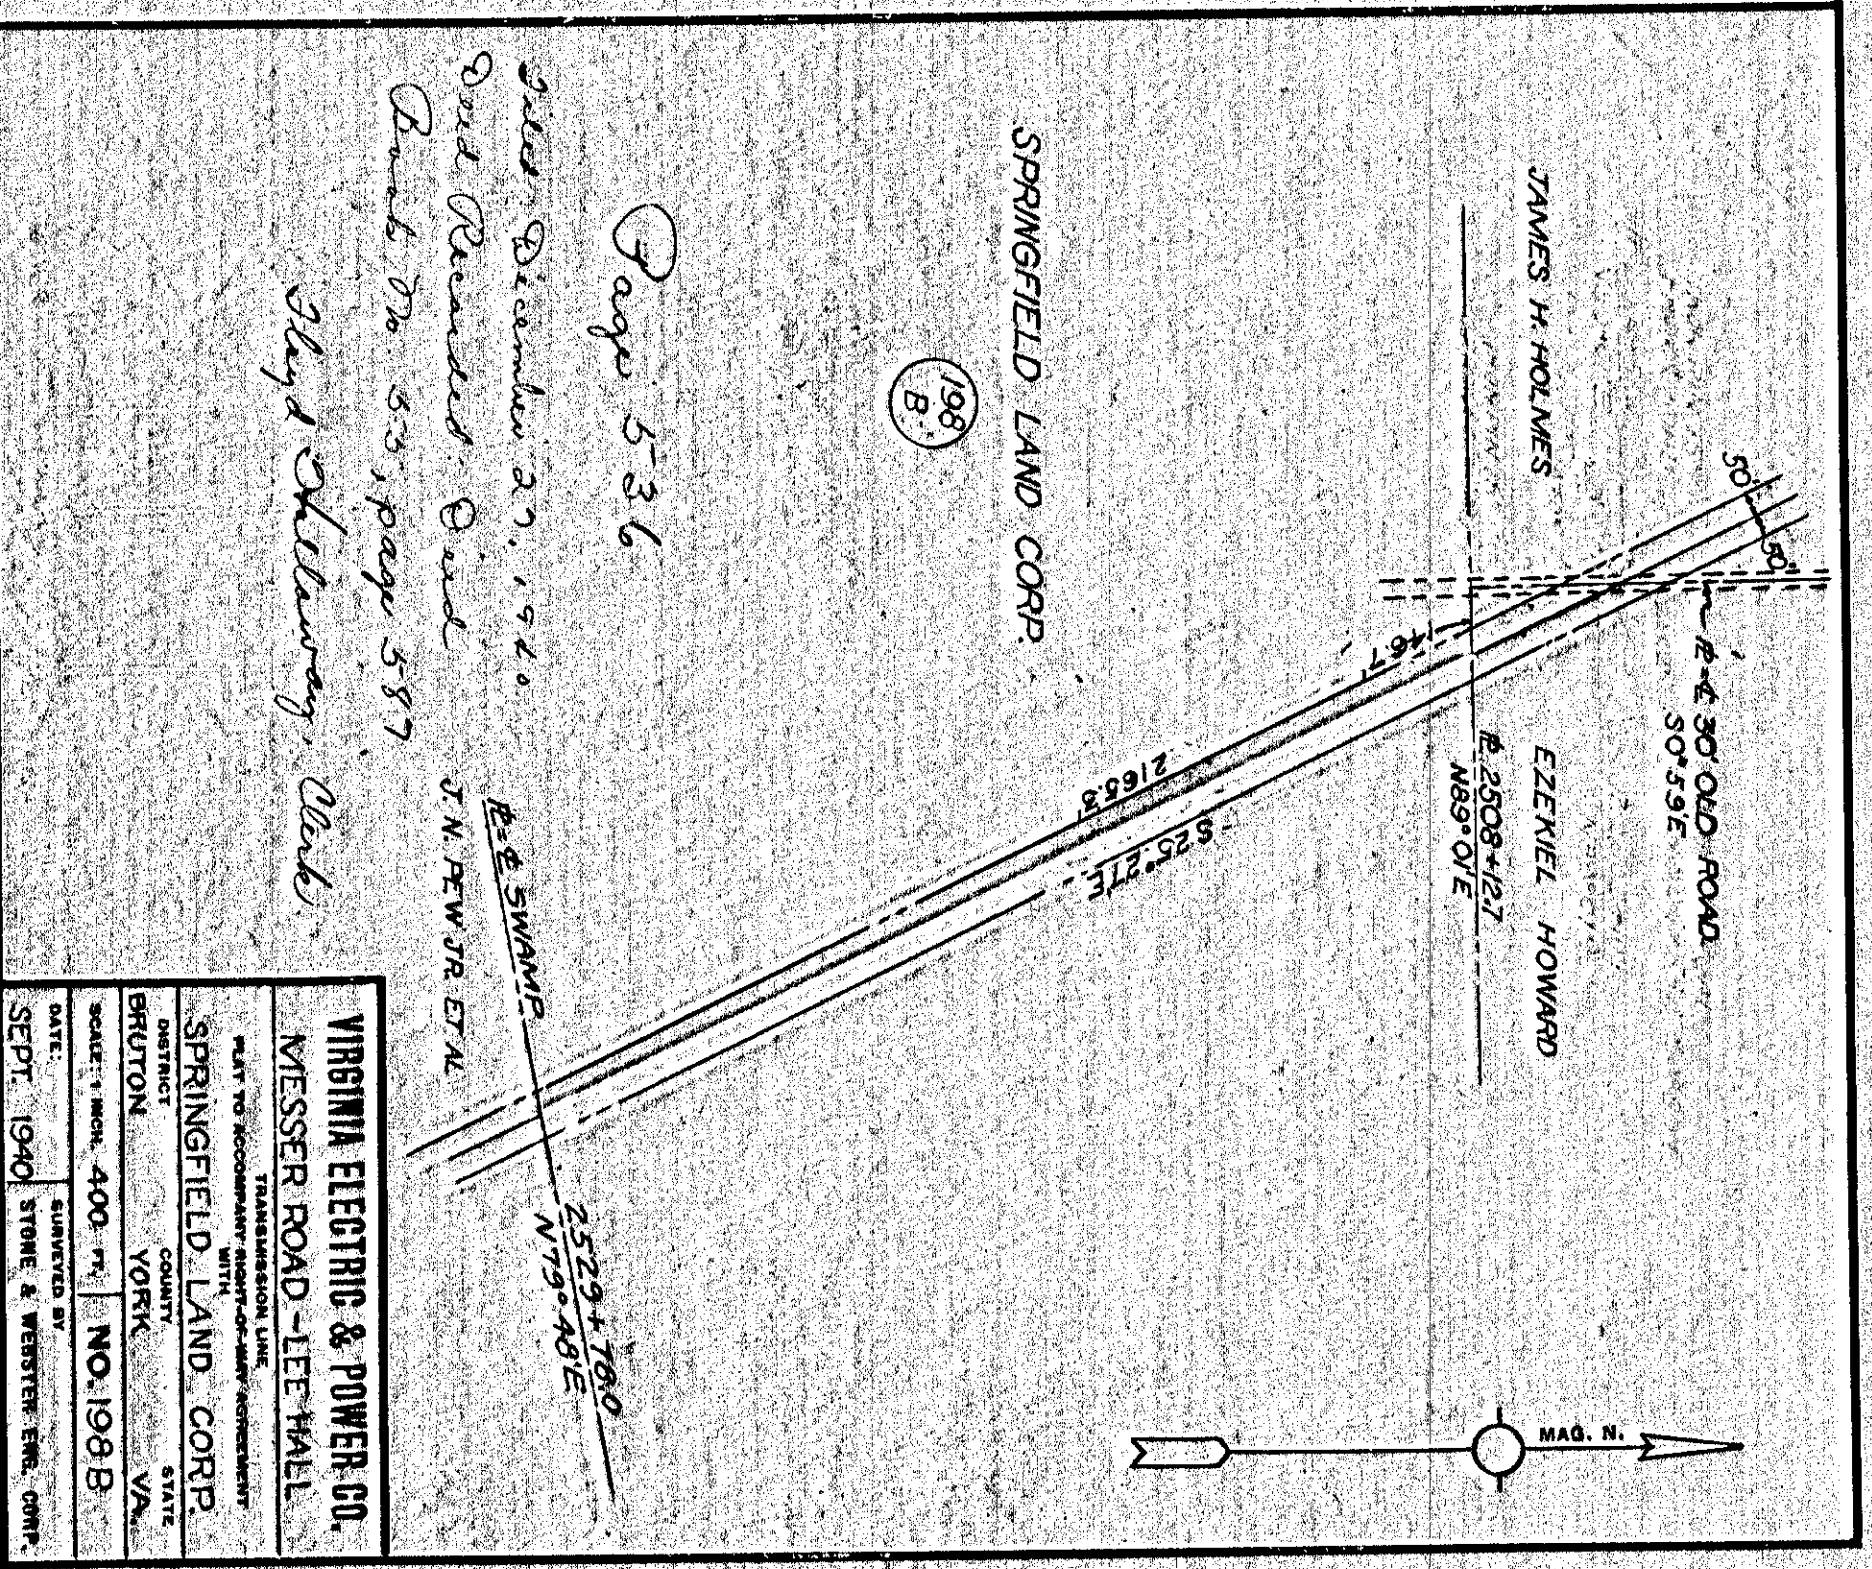 50'
50'
JAMES H. HOLMES
℄ = ℄ 30' OLD ROAD
S0°59'E
EZEKIEL HOWARD
℄ 2508+12.7
N89°01'E
146.7'
SPRINGFIELD LAND CORP.
198
B
2165.3'
S 25°27'E
MAG. N.
Page 536
Filed December 27, 1940
Deed Recorded Deed
Book No. 53, page 587
Floyd Holloway, Clerk
℄ = ℄ SWAMP
J. N. PEW JR. ET AL
2529+78.0
N79°48'E
VIRGINIA ELECTRIC & POWER CO.
MESSER ROAD - LEE HALL
TRANSMISSION LINE
PLAT TO ACCOMPANY RIGHT-OF-WAY AGREEMENT
WITH
SPRINGFIELD LAND CORP.
DISTRICT COUNTY STATE
BRUTON YORK VA.
SCALE: 1 INCH 400 FT. NO. 198 B
DATE: SURVEYED BY
SEPT. 1940 STONE & WEBSTER ENG. CORP.